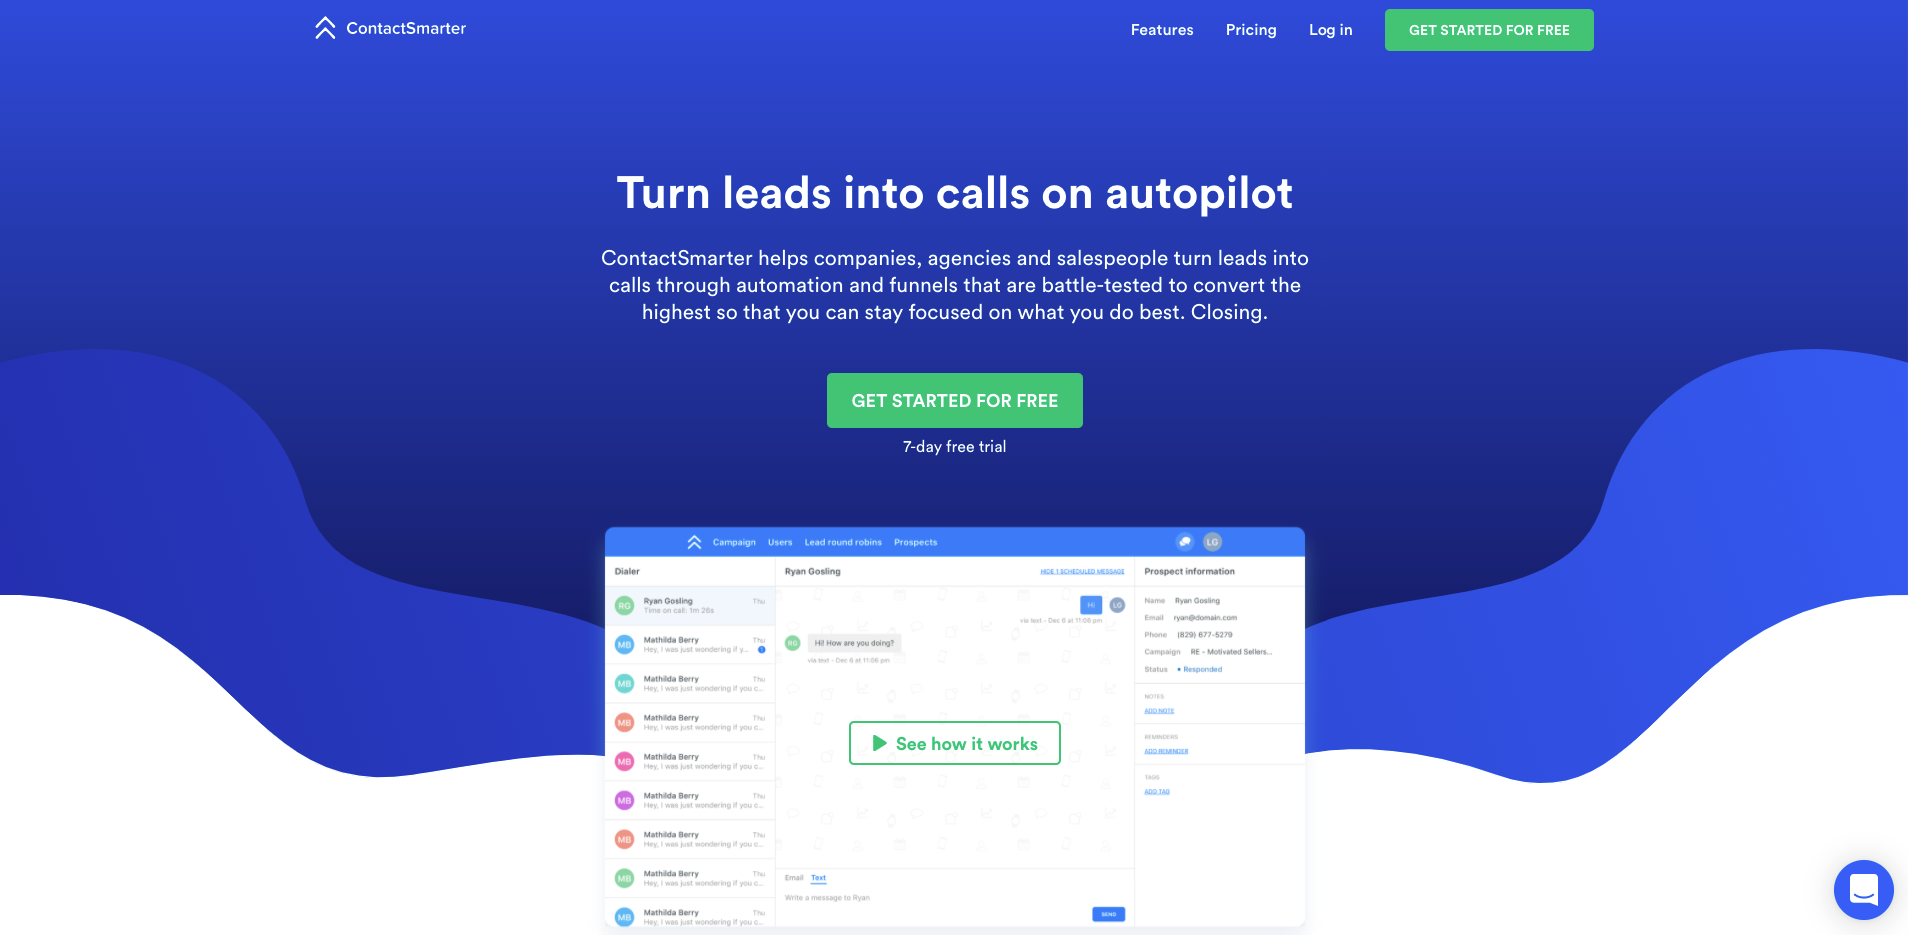 ContactSmarter
Features Pricing Log in GET STARTED FOR FREE
Turn leads into calls on autopilot
ContactSmarter helps companies, agencies and salespeople turn leads into
calls through automation and funnels that are battle-tested to convert the
highest so that you can stay focused on what you do best. Closing.
GET STARTED FOR FREE
7-day free trial
Campaign Users Lead round robins Prospects LG
Dialer
RG Ryan Gosling Thu
Time on call: 1m 26s
MB Mathilda Berry Thu
Hey, I was just wondering if y... 1
MB Mathilda Berry Thu
Hey, I was just wondering if you c...
MB Mathilda Berry Thu
Hey, I was just wondering if you c...
MB Mathilda Berry Thu
Hey, I was just wondering if you c...
MB Mathilda Berry Thu
Hey, I was just wondering if you c...
MB Mathilda Berry Thu
Hey, I was just wondering if you c...
MB Mathilda Berry Thu
Hey, I was just wondering if you c...
MB Mathilda Berry Thu
Hey, I was just wondering if you c...
Ryan Gosling HIDE 1 SCHEDULED MESSAGE
Hi LG
via text - Dec 6 at 11:06 pm
RG Hi! How are you doing?
via text - Dec 6 at 11:06 pm
See how it works
Email Text
Write a message to Ryan
SEND
Prospect information
Name Ryan Gosling
Email ryan@domain.com
Phone (829) 677-5279
Campaign RE - Motivated Sellers...
Status • Responded
NOTES
ADD NOTE
REMINDERS
ADD REMINDER
TAGS
ADD TAG